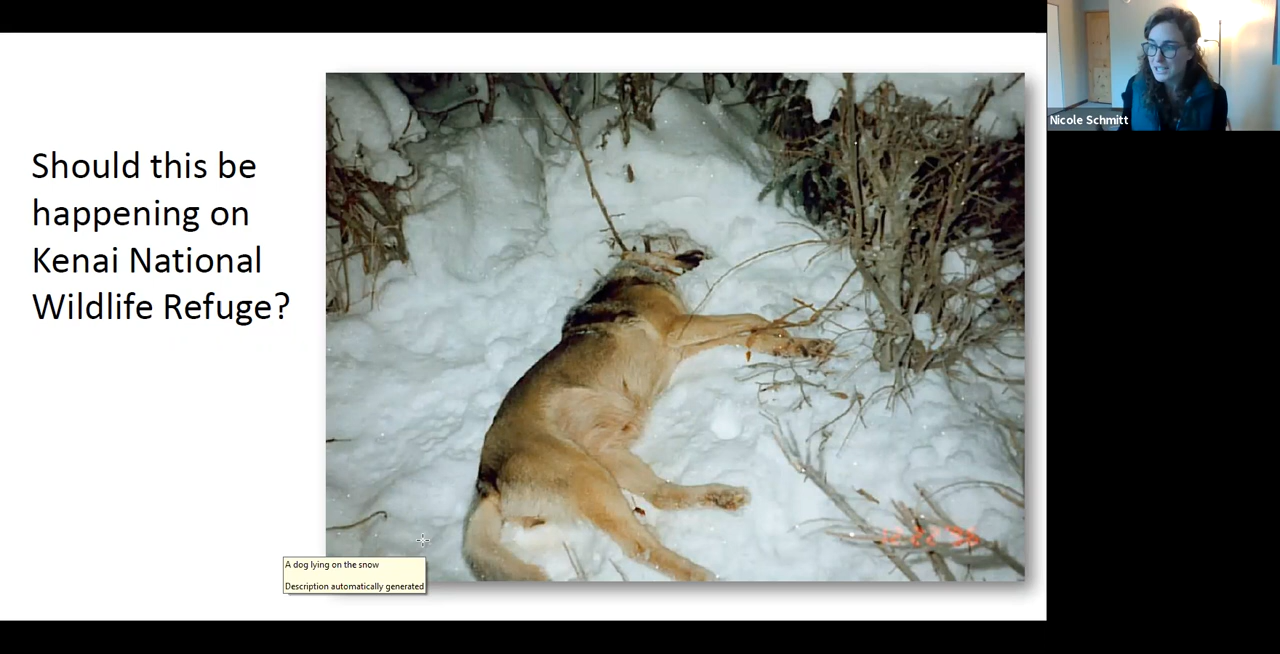 Should this be
happening on
Kenai National
Wildlife Refuge?
Nicole Schmitt
A dog lying on the snow
Description automatically generated